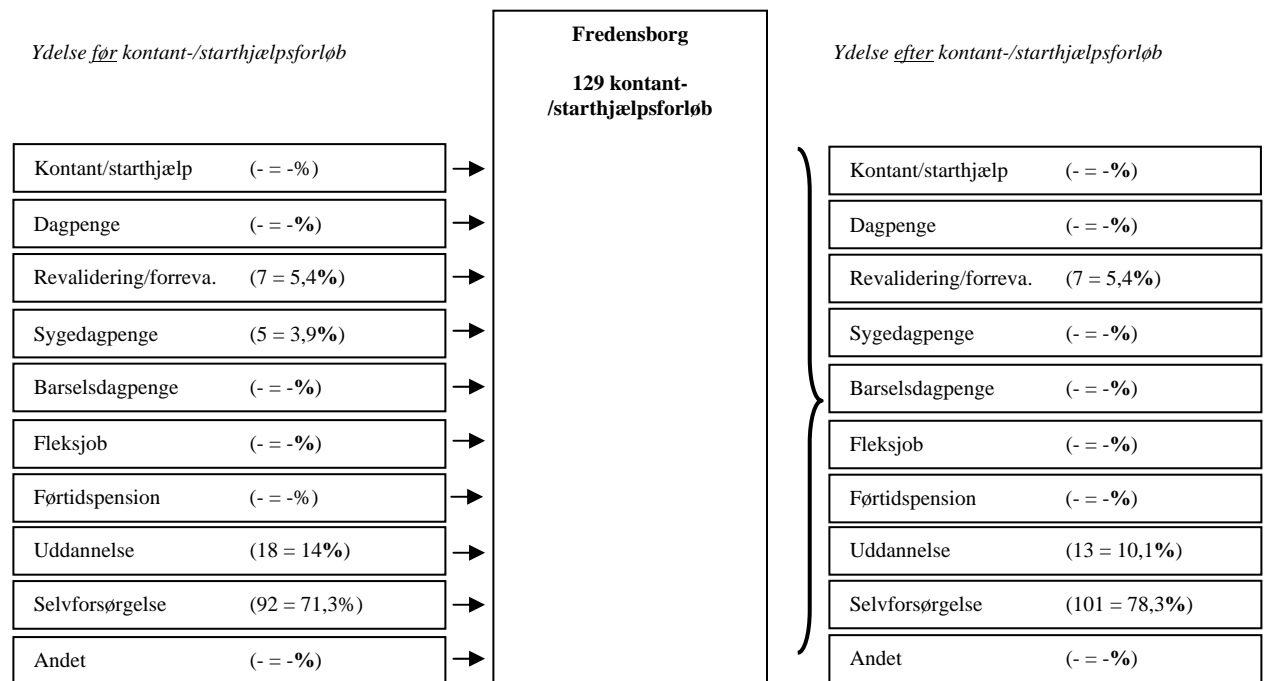 Ydelse før kontant-/starthjælpsforløb
Kontant/starthjælp (- = -%)
Dagpenge (- = -%)
Revalidering/forreva. (7 = 5,4%)
Sygedagpenge (5 = 3,9%)
Barselsdagpenge (- = -%)
Fleksjob (- = -%)
Førtidspension (- = -%)
Uddannelse (18 = 14%)
Selvforsørgelse (92 = 71,3%)
Andet (- = -%)
Fredensborg
129 kontant-
/starthjælpsforløb
Ydelse efter kontant-/starthjælpsforløb
Kontant/starthjælp (- = -%)
Dagpenge (- = -%)
Revalidering/forreva. (7 = 5,4%)
Sygedagpenge (- = -%)
Barselsdagpenge (- = -%)
Fleksjob (- = -%)
Førtidspension (- = -%)
Uddannelse (13 = 10,1%)
Selvforsørgelse (101 = 78,3%)
Andet (- = -%)